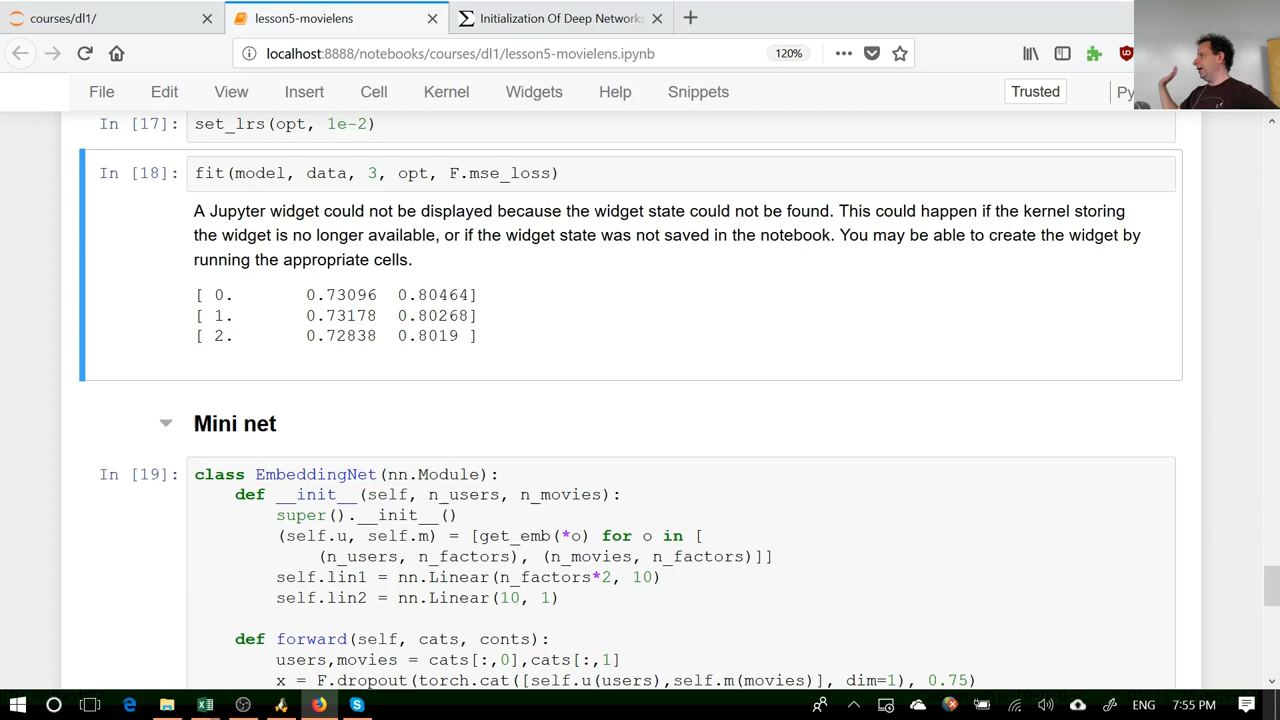 courses/dl1/
lesson5-movielens
Initialization Of Deep Networks
localhost:8888/notebooks/courses/dl1/lesson5-movielens.ipynb
120%
File Edit View Insert Cell Kernel Widgets Help Snippets Trusted Py
In [17]: set_lrs(opt, 1e-2)
In [18]: fit(model, data, 3, opt, F.mse_loss)
A Jupyter widget could not be displayed because the widget state could not be found. This could happen if the kernel storing
the widget is no longer available, or if the widget state was not saved in the notebook. You may be able to create the widget by
running the appropriate cells.
[ 0. 0.73096 0.80464]
[ 1. 0.73178 0.80268]
[ 2. 0.72838 0.8019 ]
Mini net
In [19]: class EmbeddingNet(nn.Module):
def __init__(self, n_users, n_movies):
super().__init__()
(self.u, self.m) = [get_emb(*o) for o in [
(n_users, n_factors), (n_movies, n_factors)]]
self.lin1 = nn.Linear(n_factors*2, 10)
self.lin2 = nn.Linear(10, 1)
def forward(self, cats, conts):
users,movies = cats[:,0],cats[:,1]
x = F.dropout(torch.cat([self.u(users),self.m(movies)], dim=1), 0.75)
ENG 7:55 PM